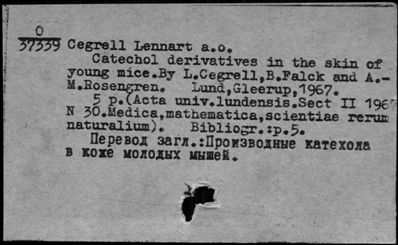 0
37339 Cegrell Lennart a.o.
Catechol derivatives in the skin of
young mice.By L.Cegrell,B.Falck and A.-
M.Rosengren. Lund,Gleerup,1967.
5 p.(Acta univ.lundensis.Sect II 1967
N 30.Medica,mathematica,scientiae rerum
naturalium). Bibliogr.:p.5.
Перевод загл.:Производные катехола
в коже молодых мышей.